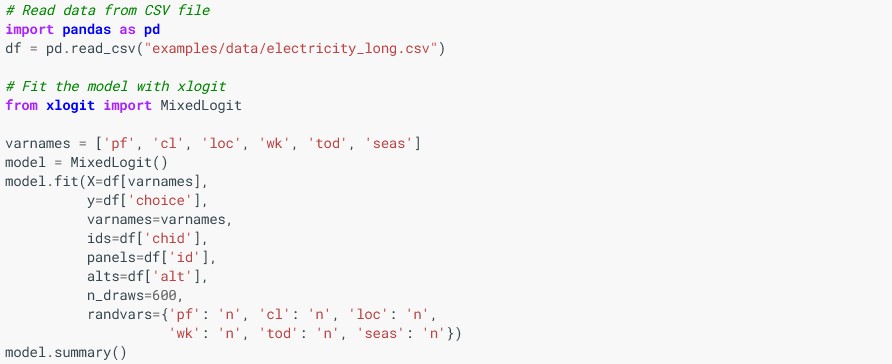 # Read data from CSV file
import pandas as pd
df = pd.read_csv("examples/data/electricity_long.csv")

# Fit the model with xlogit
from xlogit import MixedLogit

varnames = ['pf', 'cl', 'loc', 'wk', 'tod', 'seas']
model = MixedLogit()
model.fit(X=df[varnames],
          y=df['choice'],
          varnames=varnames,
          ids=df['chid'],
          panels=df['id'],
          alts=df['alt'],
          n_draws=600,
          randvars={'pf': 'n', 'cl': 'n', 'loc': 'n',
                    'wk': 'n', 'tod': 'n', 'seas': 'n'})
model.summary()